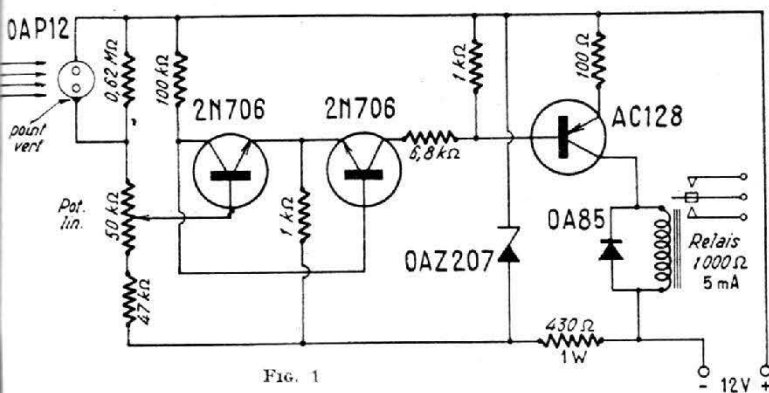 OAP12
point
vert
0,62 MΩ
100 kΩ
2N706
2N706
1 kΩ
100 Ω
AC128
6,8 kΩ
Pot.
lin.
50 kΩ
1 kΩ
OAZ207
OA85
Relais
1000 Ω
5 mA
47 kΩ
430 Ω
1 W
FIG. 1
- 12V +